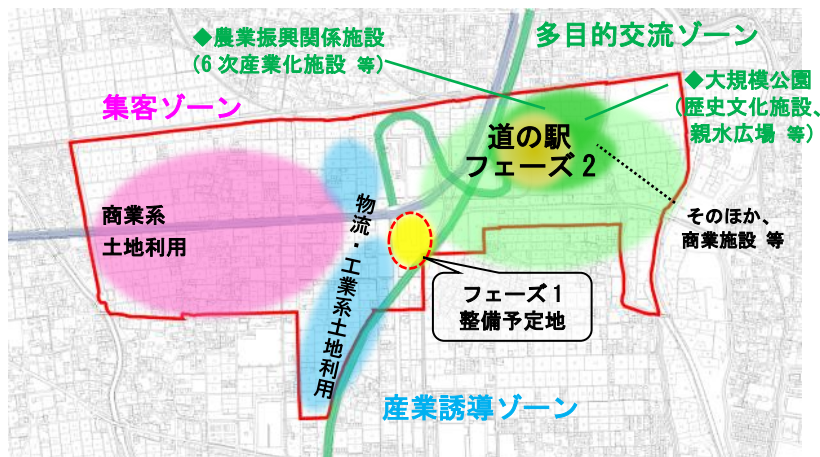 ◆農業振興関係施設
(6次産業化施設 等)
多目的交流ゾーン
集客ゾーン
◆大規模公園
(歴史文化施設、
親水広場 等)
道の駅
フェーズ2
商業系
土地利用
物流・工業系土地利用
そのほか、
商業施設 等
フェーズ1
整備予定地
産業誘導ゾーン